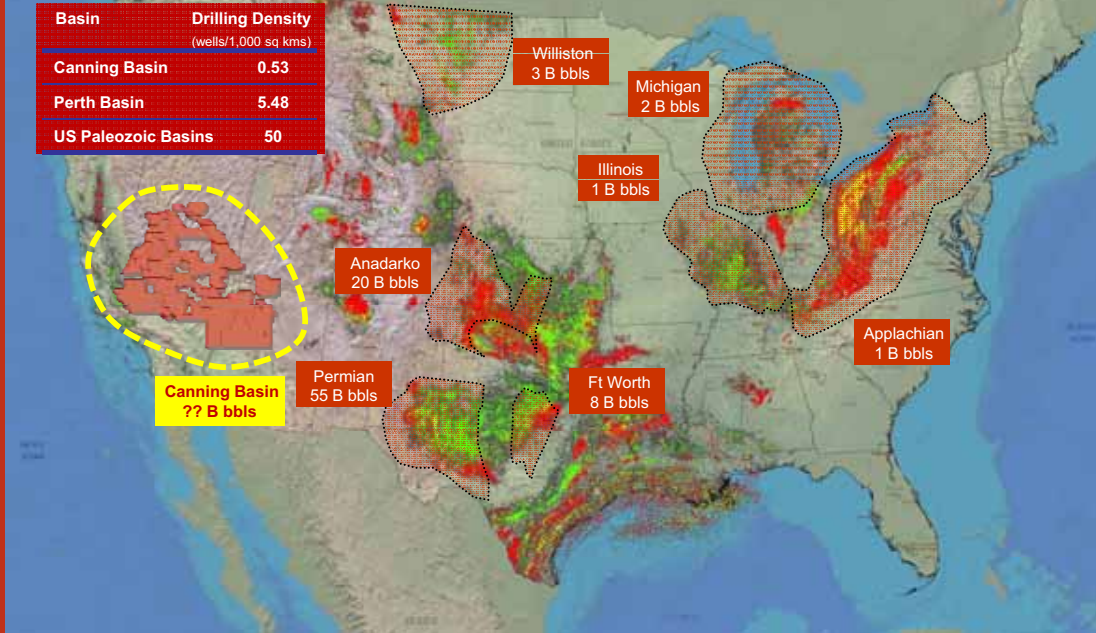 Basin Drilling Density
(wells/1,000 sq kms)
Canning Basin 0.53
Perth Basin 5.48
US Paleozoic Basins 50
Williston
3 B bbls
Michigan
2 B bbls
Illinois
1 B bbls
Anadarko
20 B bbls
Applachian
1 B bbls
Permian
55 B bbls
Ft Worth
8 B bbls
Canning Basin
?? B bbls